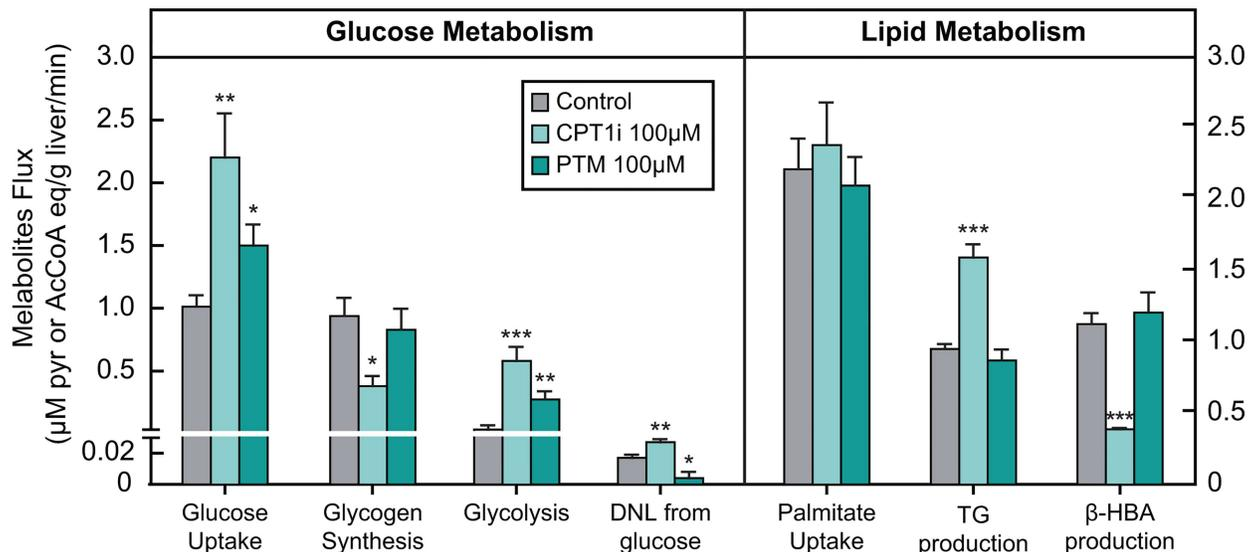 Glucose Metabolism
Lipid Metabolism
Melabolites Flux
(µM pyr or AcCoA eq/g liver/min)
3.0
2.5
2.0
1.5
1.0
0.5
0.02
0
Control
CPT1i 100µM
PTM 100µM
**
*
*
***
**
**
*
***
***
3.0
2.5
2.0
1.5
1.0
0.5
0
Glucose
Uptake
Glycogen
Synthesis
Glycolysis
DNL from
glucose
Palmitate
Uptake
TG
production
β-HBA
production